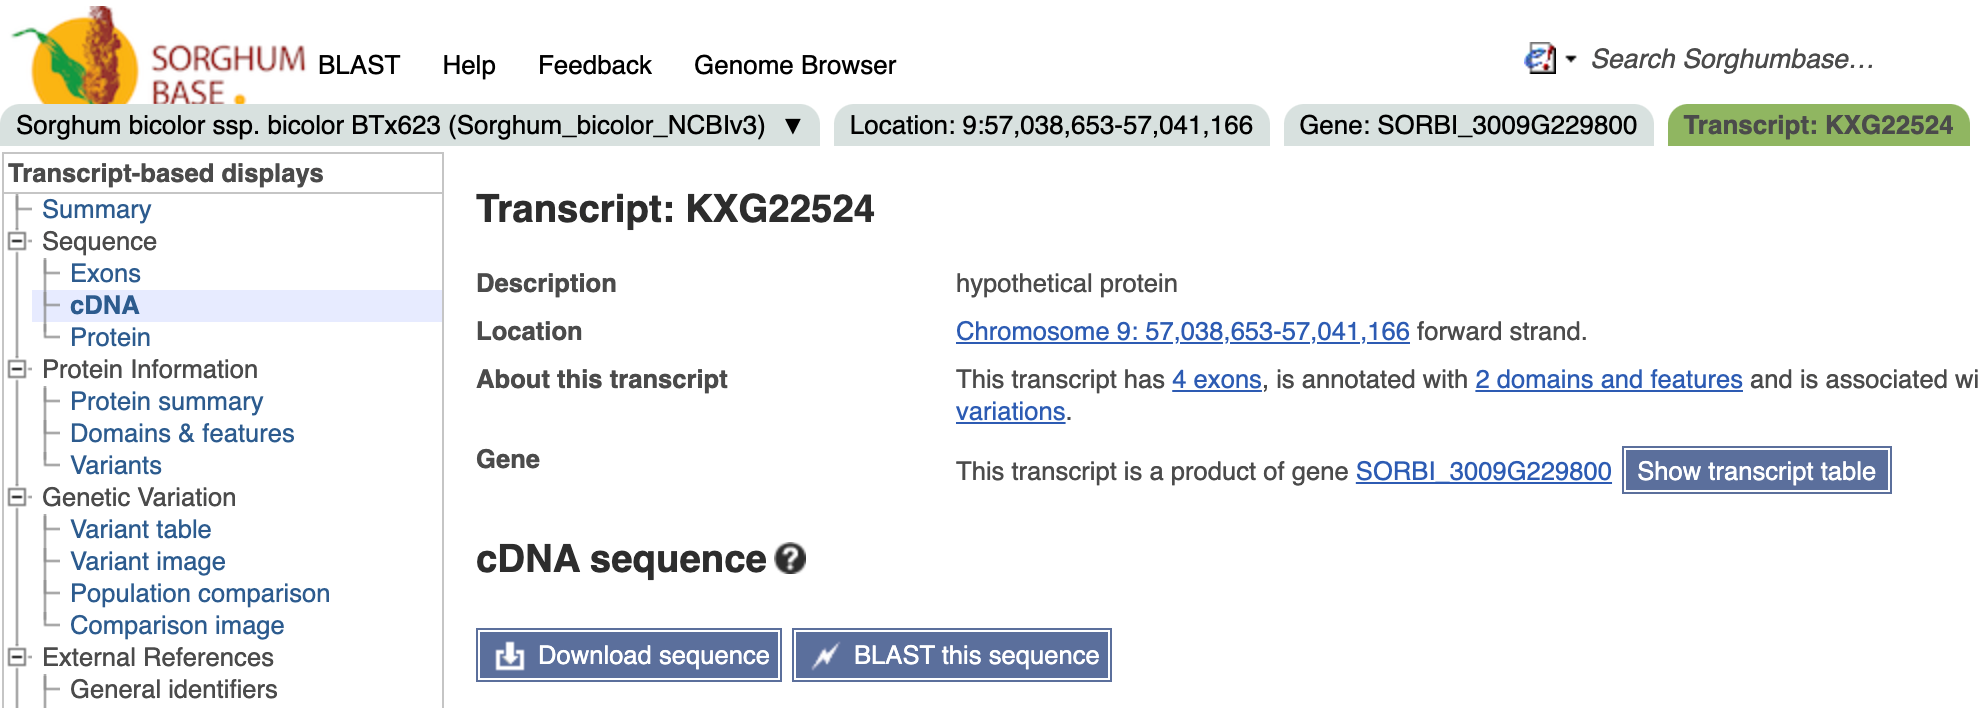 SORGHUM
BASE
BLAST Help Feedback Genome Browser
Search Sorghumbase…
Sorghum bicolor ssp. bicolor BTx623 (Sorghum_bicolor_NCBIv3) ▼
Location: 9:57,038,653-57,041,166
Gene: SORBI_3009G229800
Transcript: KXG22524
Transcript-based displays
Summary
Sequence
Exons
cDNA
Protein
Protein Information
Protein summary
Domains & features
Variants
Genetic Variation
Variant table
Variant image
Population comparison
Comparison image
External References
General identifiers
Transcript: KXG22524
Description hypothetical protein
Location Chromosome 9: 57,038,653-57,041,166 forward strand.
About this transcript This transcript has 4 exons, is annotated with 2 domains and features and is associated wi
variations.
Gene This transcript is a product of gene SORBI_3009G229800 Show transcript table
cDNA sequence ?
Download sequence BLAST this sequence